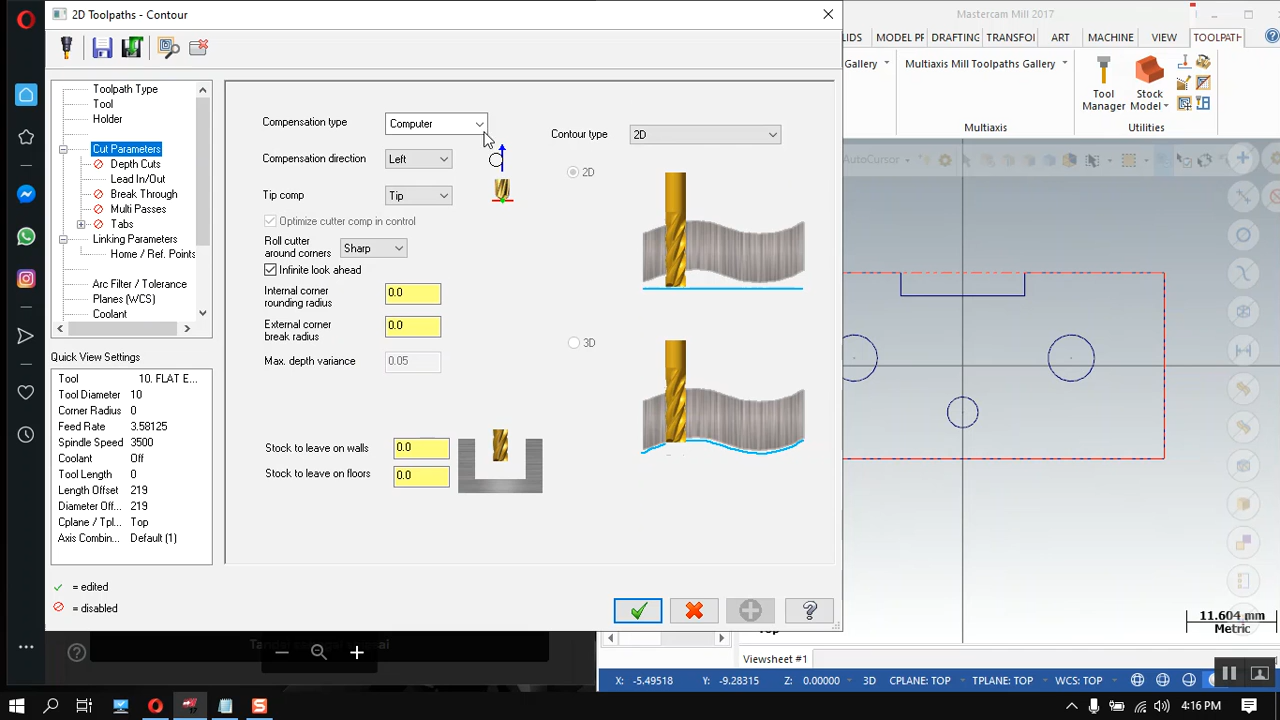 2D Toolpaths - Contour
Mastercam Mill 2017
LIDS MODEL PR DRAFTING TRANSFOI ART MACHINE VIEW TOOLPATH
Gallery Multiaxis Mill Toolpaths Gallery
Tool Manager
Stock Model
Multiaxis Utilities
AutoCursor
Toolpath Type
Tool
Holder
Cut Parameters
Depth Cuts
Lead In/Out
Break Through
Multi Passes
Tabs
Linking Parameters
Home / Ref. Points
Arc Filter / Tolerance
Planes (WCS)
Coolant
Quick View Settings
Tool 10. FLAT E...
Tool Diameter 10
Corner Radius 0
Feed Rate 3.58125
Spindle Speed 3500
Coolant Off
Tool Length 0
Length Offset 219
Diameter Off... 219
Cplane / Tpl... Top
Axis Combin... Default (1)
= edited
= disabled
Compensation type Computer
Compensation direction Left
Tip comp Tip
Optimize cutter comp in control
Roll cutter around corners Sharp
Infinite look ahead
Internal corner rounding radius 0.0
External corner break radius 0.0
Max. depth variance 0.05
Stock to leave on walls 0.0
Stock to leave on floors 0.0
Contour type 2D
2D
3D
11.604 mm
Metric
Viewsheet #1
X: -5.49518 Y: -9.28315 Z: 0.00000 3D CPLANE: TOP TPLANE: TOP WCS: TOP
4:16 PM